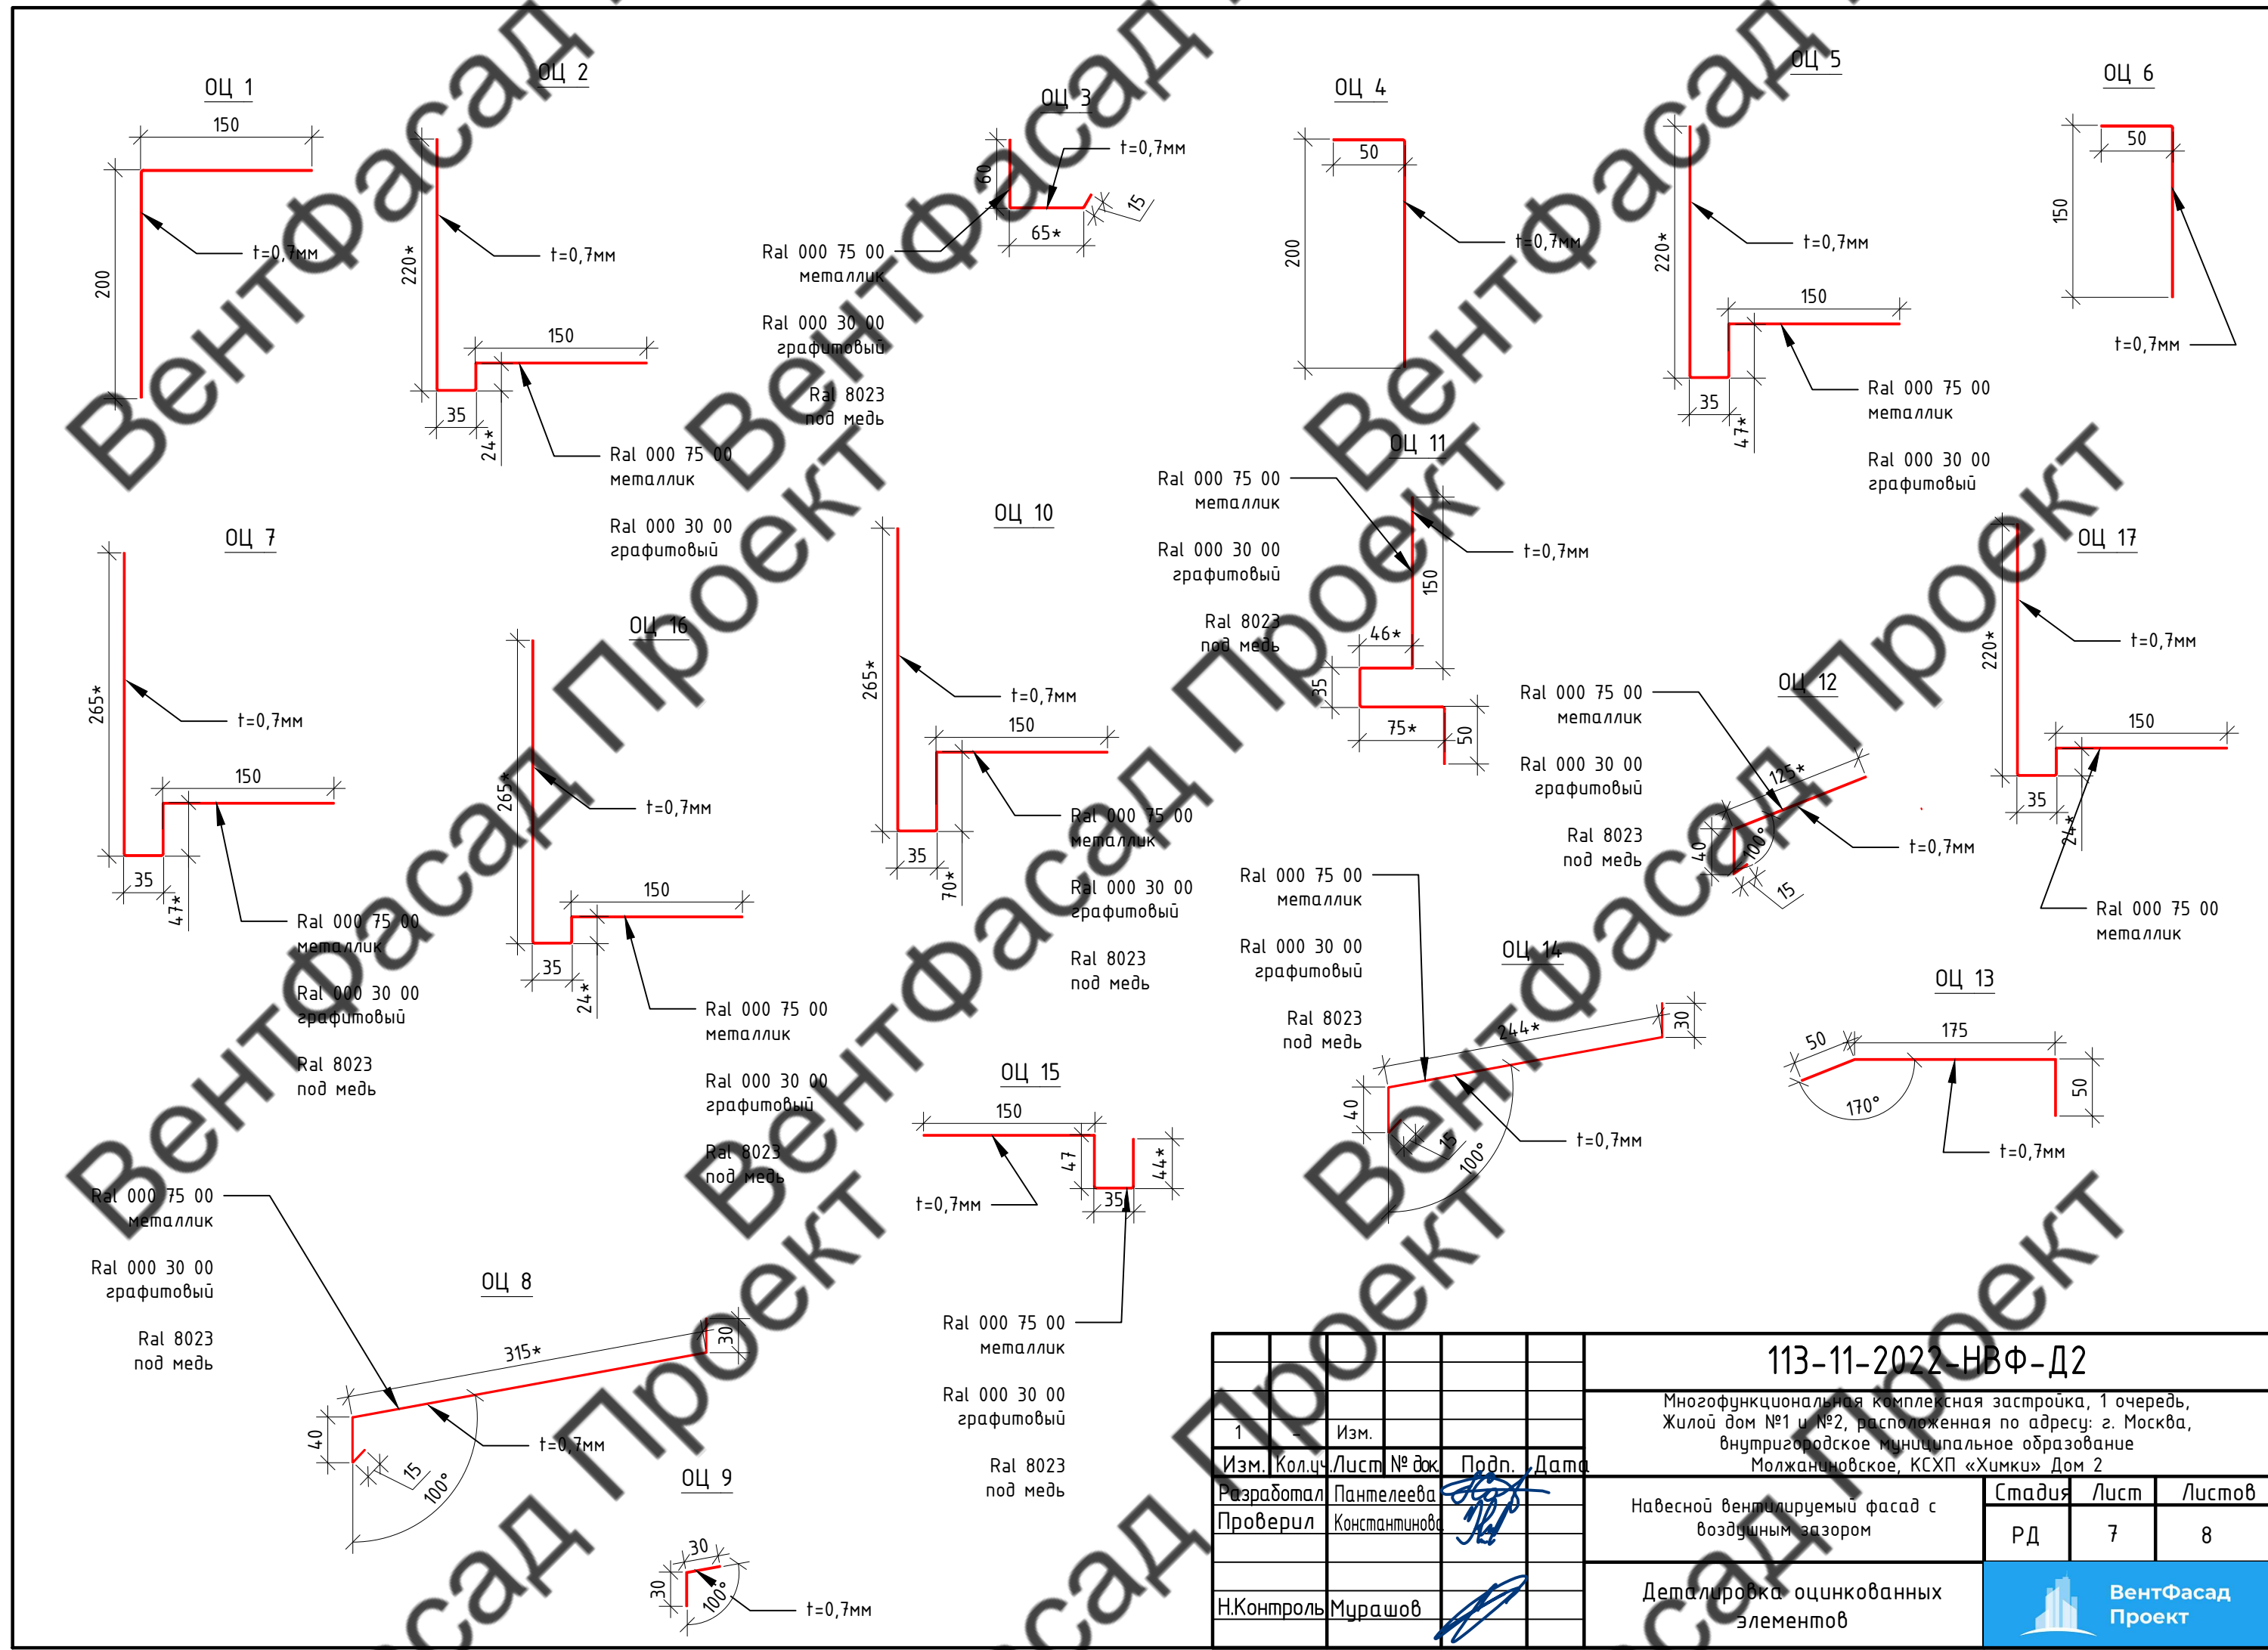 ОЦ 1
150
200
t=0,7мм
ОЦ 2
220*
t=0,7мм
150
35
24*
Ral 000 75 00
металлик
Ral 000 30 00
графитовый
ОЦ 3
60
t=0,7мм
15
65*
Ral 000 75 00
металлик
Ral 000 30 00
графитовый
Ral 8023
под медь
ОЦ 4
50
200
t=0,7мм
ОЦ 5
220*
t=0,7мм
150
35
47*
Ral 000 75 00
металлик
Ral 000 30 00
графитовый
ОЦ 6
50
150
t=0,7мм
ОЦ 7
265*
t=0,7мм
150
35
47*
Ral 000 75 00
металлик
Ral 000 30 00
графитовый
Ral 8023
под медь
ОЦ 16
265*
t=0,7мм
150
35
24*
Ral 000 75 00
металлик
Ral 000 30 00
графитовый
Ral 8023
под медь
ОЦ 10
265*
t=0,7мм
150
35
70*
Ral 000 75 00
металлик
Ral 000 30 00
графитовый
Ral 8023
под медь
ОЦ 11
Ral 000 75 00
металлик
Ral 000 30 00
графитовый
Ral 8023
под медь
t=0,7мм
150
46*
35
75*
50
ОЦ 12
Ral 000 75 00
металлик
Ral 000 30 00
графитовый
Ral 8023
под медь
125*
40
100°
15
t=0,7мм
ОЦ 17
220*
t=0,7мм
150
35
24*
Ral 000 75 00
металлик
ОЦ 14
Ral 000 75 00
металлик
Ral 000 30 00
графитовый
Ral 8023
под медь
244*
30
40
15
100°
t=0,7мм
ОЦ 13
50
175
50
170°
t=0,7мм
ОЦ 15
150
47
44*
35
t=0,7мм
Ral 000 75 00
металлик
Ral 000 30 00
графитовый
Ral 8023
под медь
ОЦ 8
Ral 000 75 00
металлик
Ral 000 30 00
графитовый
Ral 8023
под медь
315*
30
40
15
100°
t=0,7мм
ОЦ 9
30
30
100°
t=0,7мм
113-11-2022-НВФ-Д2
Многофункциональная комплексная застройка, 1 очередь,
Жилой дом №1 и №2, расположенная по адресу: г. Москва,
внутригородское муниципальное образование
Молжаниновское, КСХП «Химки» Дом 2
1 - Изм.
Изм. Кол.уч. Лист № док. Подп. Дата
Разработал Пантелеева
Проверил Константинова
Н.Контроль Мурашов
Навесной вентилируемый фасад с
воздушным зазором
Стадия Лист Листов
РД 7 8
Деталировка оцинкованных
элементов
ВентФасад
Проект
ВентФасад Проект
ВентФасад Проект
ВентФасад Проект
ВентФасад Проект
ВентФасад Проект
ВентФасад Проект